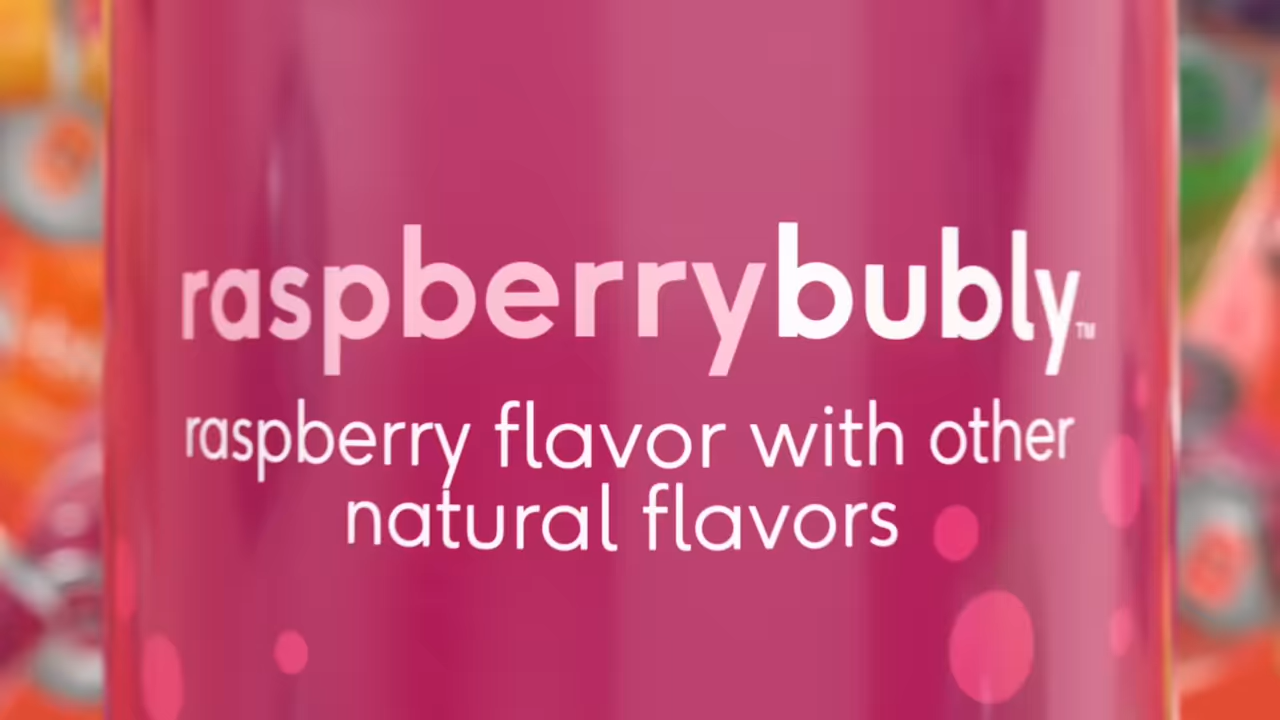 raspberrybubly™
raspberry flavor with other
natural flavors